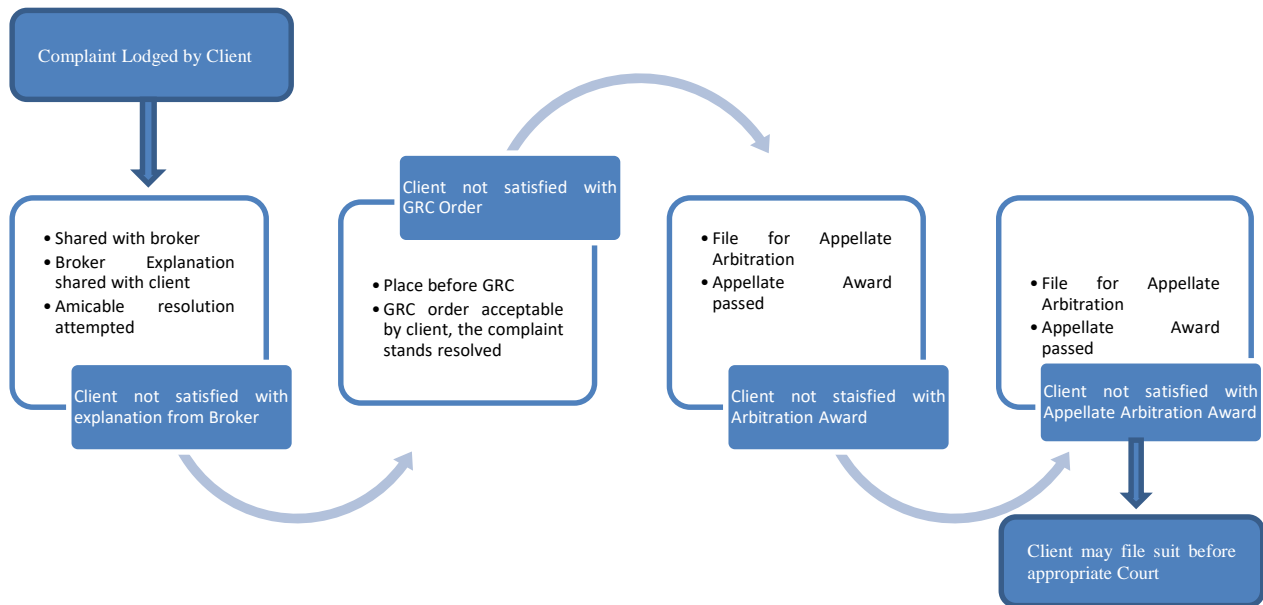 Complaint Lodged by Client
• Shared with broker
• Broker Explanation
shared with client
• Amicable resolution
attempted
Client not satisfied with
explanation from Broker
Client not satisfied with
GRC Order
• Place before GRC
• GRC order acceptable
by client, the complaint
stands resolved
• File for Appellate
Arbitration
• Appellate Award
passed
Client not staisfied with
Arbitration Award
• File for Appellate
Arbitration
• Appellate Award
passed
Client not satisfied with
Appellate Arbitration Award
Client may file suit before
appropriate Court